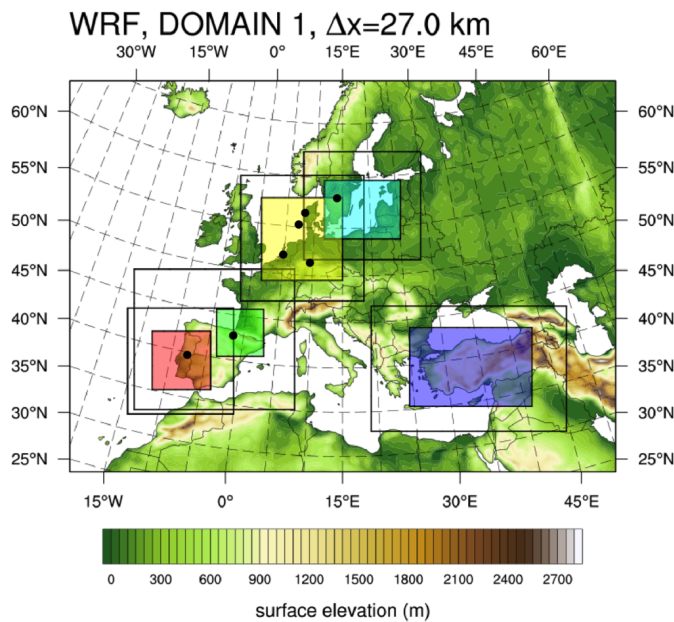 WRF, DOMAIN 1, Δx=27.0 km
30°W 15°W 0° 15°E 30°E 45°E 60°E
60°N 60°N
55°N 55°N
50°N 50°N
45°N 45°N
40°N 40°N
35°N 35°N
30°N 30°N
25°N 25°N
15°W 0° 15°E 30°E 45°E
0 300 600 900 1200 1500 1800 2100 2400 2700
surface elevation (m)